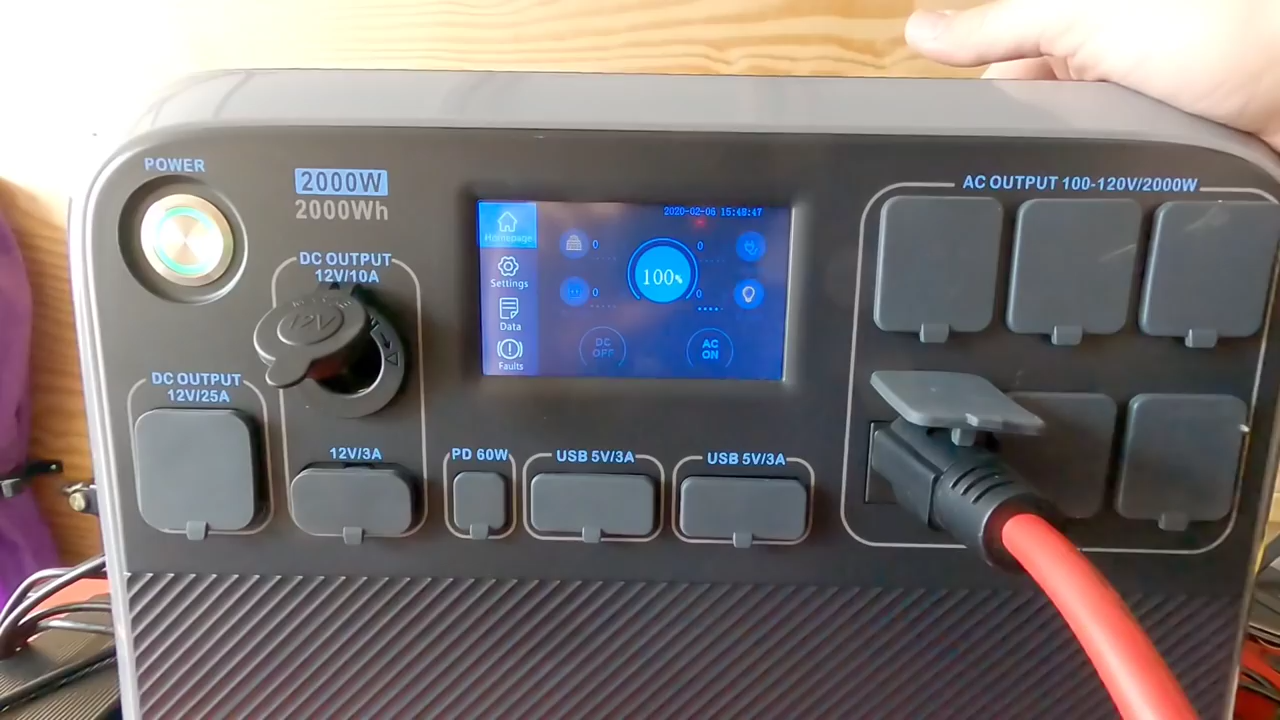 POWER
2000W
2000Wh
DC OUTPUT
12V/10A
12V
DC OUTPUT
12V/25A
12V/3A
PD 60W
USB 5V/3A
USB 5V/3A
2020-02-06 15:48:47
Homepage
Settings
Data
Faults
0
0
0
0
100%
DC
OFF
AC
ON
AC OUTPUT 100-120V/2000W